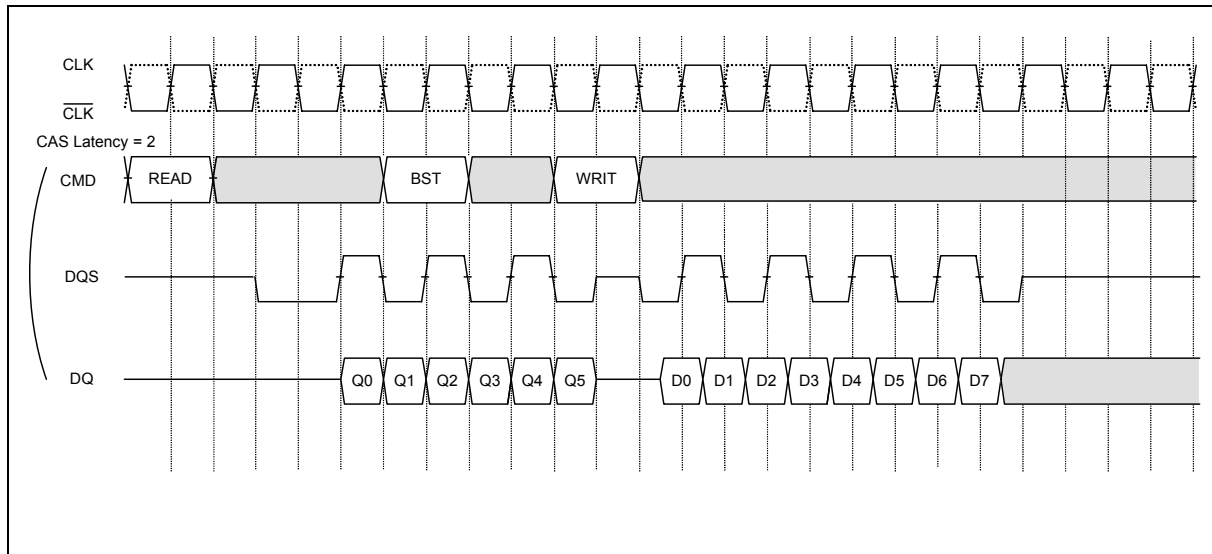 CLK
C̅L̅K̅
CAS Latency = 2
CMD READ BST WRIT
DQS
DQ Q0 Q1 Q2 Q3 Q4 Q5 D0 D1 D2 D3 D4 D5 D6 D7